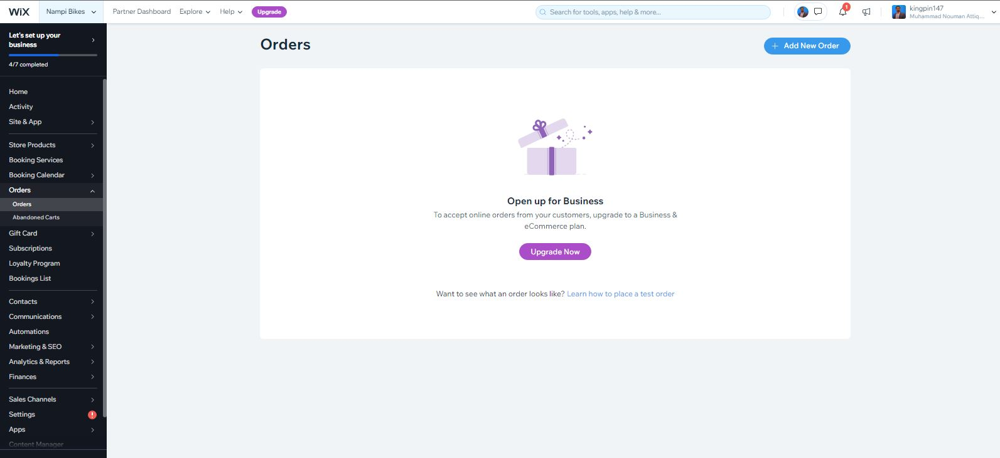 WiX
Nampi Bikes
Partner Dashboard
Explore
Help
Upgrade
Search for tools, apps, help & more...
1
kingpin147
Muhammad Nouman Attiq...
Let's set up your
business
4/7 completed
Home
Activity
Site & App
Store Products
Booking Services
Booking Calendar
Orders
Orders
Abandoned Carts
Gift Card
Subscriptions
Loyalty Program
Bookings List
Contacts
Communications
Automations
Marketing & SEO
Analytics & Reports
Finances
Sales Channels
Settings
!
Apps
Content Manager
Orders
+ Add New Order
Open up for Business
To accept online orders from your customers, upgrade to a Business &
eCommerce plan.
Upgrade Now
Want to see what an order looks like? Learn how to place a test order